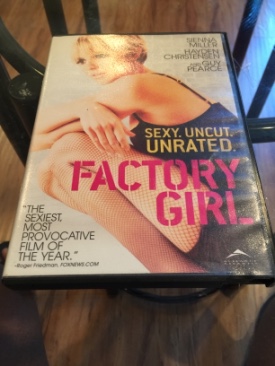 SIENNA
MILLER
HAYDEN
CHRISTENSEN
AND GUY
PEARCE
SEXY. UNCUT.
UNRATED.
FACTORY
GIRL
"THE
SEXIEST,
MOST
PROVOCATIVE
FILM OF
THE YEAR."
-Roger Friedman, FOXNEWS.COM